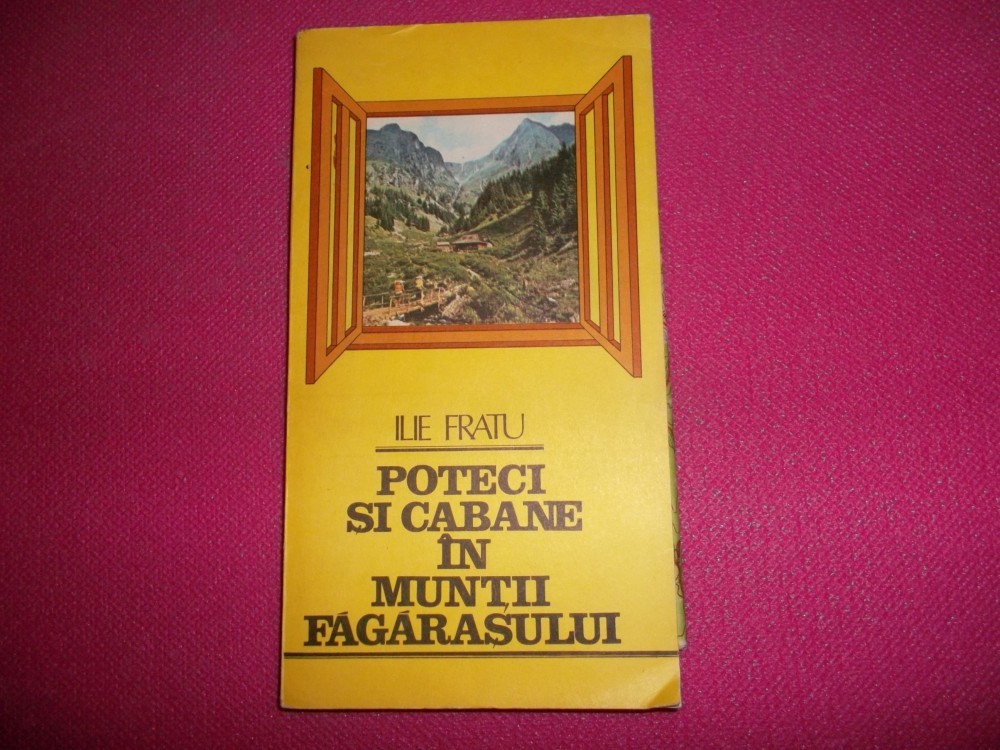 ILIE FRATU
POTECI
ȘI CABANE
ÎN
MUNȚII
FĂGĂRAȘULUI